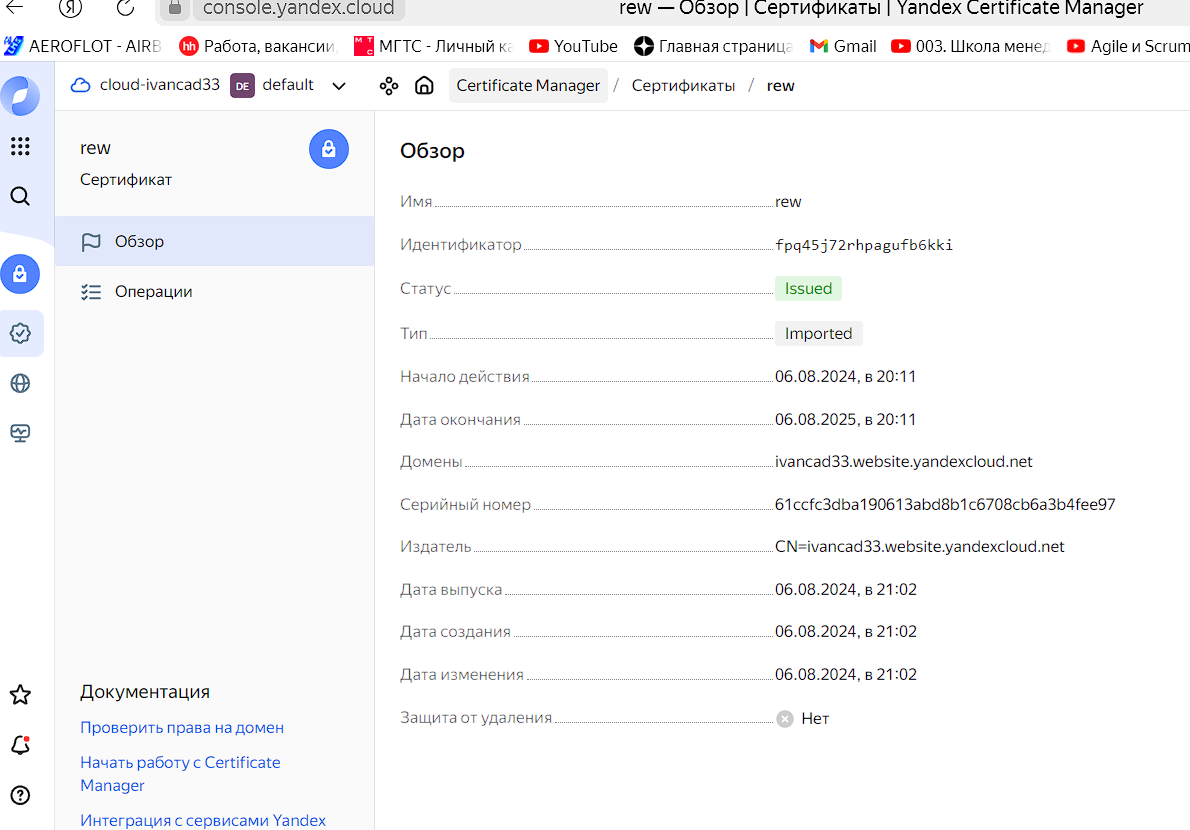 console.yandex.cloud
rew — Обзор | Сертификаты | Yandex Certificate Manager
AEROFLOT - AIRB
hh Работа, вакансии,
МГТС - Личный ка
YouTube
Главная страница
Gmail
003. Школа менед
Agile и Scrum
cloud-ivancad33
DE default
Certificate Manager / Сертификаты / rew
rew
Сертификат
Обзор
Операции
Документация
Проверить права на домен
Начать работу с Certificate
Manager
Интеграция с сервисами Yandex
Обзор
Имя rew
Идентификатор fpq45j72rhpagufb6kki
Статус Issued
Тип Imported
Начало действия 06.08.2024, в 20:11
Дата окончания 06.08.2025, в 20:11
Домены ivancad33.website.yandexcloud.net
Серийный номер 61ccfc3dba190613abd8b1c6708cb6a3b4fee97
Издатель CN=ivancad33.website.yandexcloud.net
Дата выпуска 06.08.2024, в 21:02
Дата создания 06.08.2024, в 21:02
Дата изменения 06.08.2024, в 21:02
Защита от удаления Нет